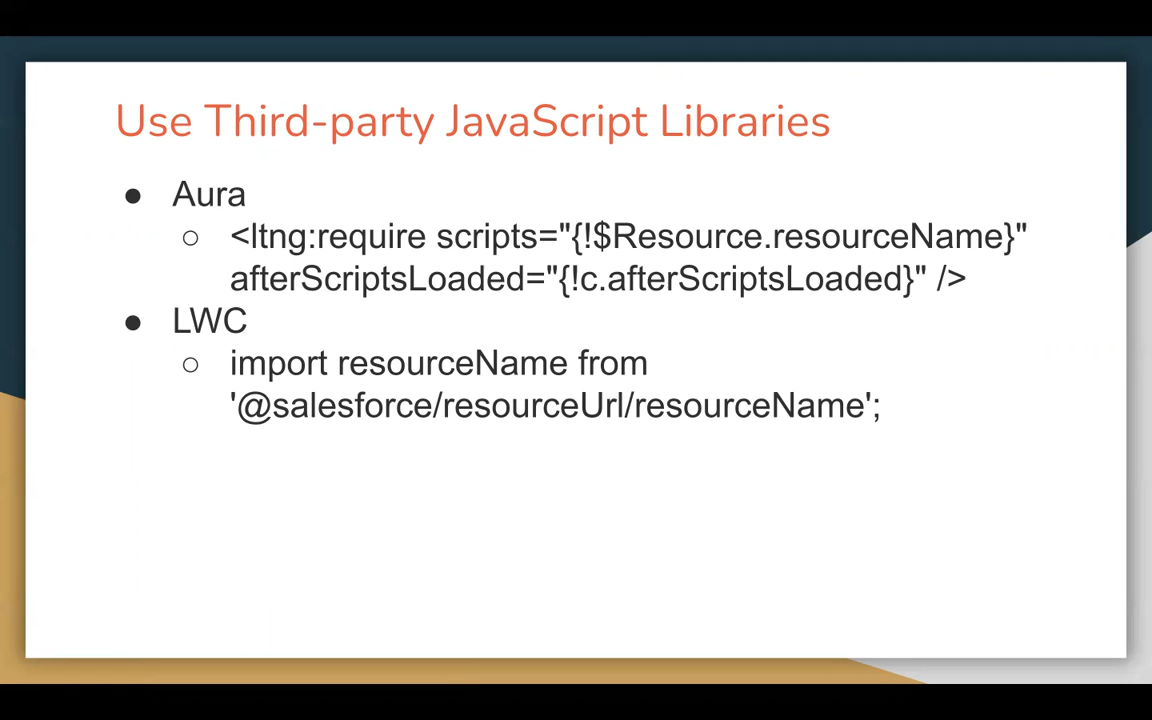 Use Third-party JavaScript Libraries
● Aura
○ <ltng:require scripts="{!$Resource.resourceName}"
afterScriptsLoaded="{!c.afterScriptsLoaded}" />
● LWC
○ import resourceName from
'@salesforce/resourceUrl/resourceName';